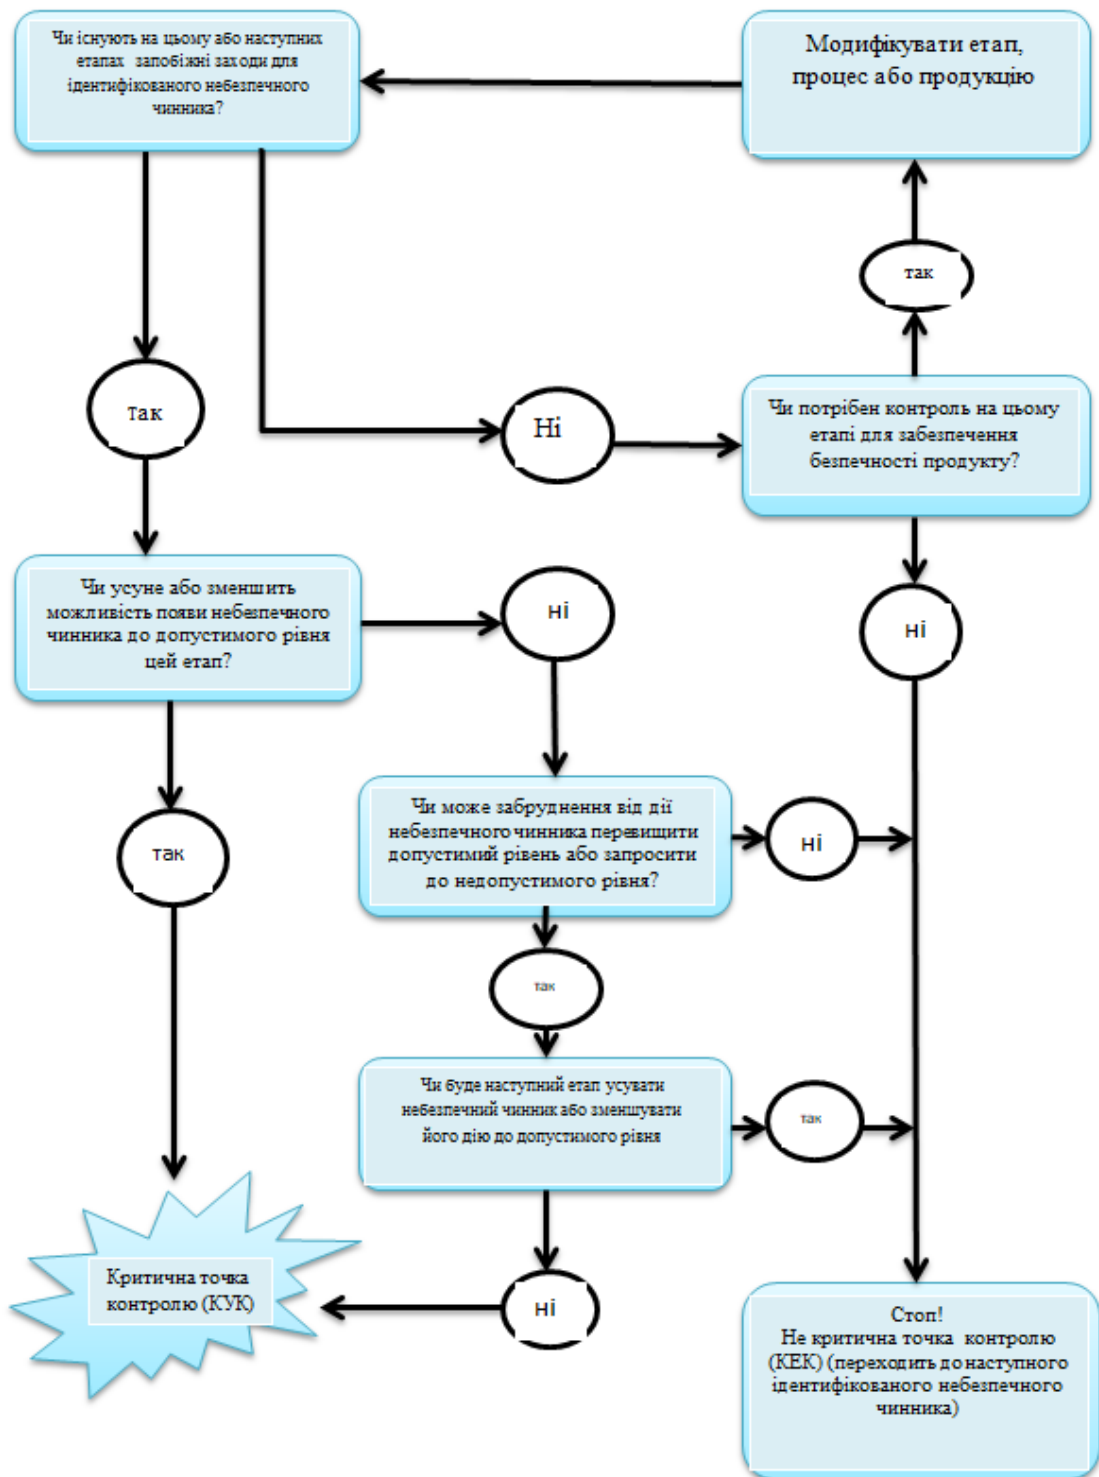 Чи існують на цьому або наступних
етапах запобіжні заходи для
ідентифікованого небезпечного
чинника?
Модифікувати етап,
процес або продукцію
так
Так
Ні
Чи потрібен контроль на цьому
етапі для забезпечення
безпечності продукту?
Чи усуне або зменшить
можливість появи небезпечного
чинника до допустимого рівня
цей етап?
ні
ні
Чи може забруднення від дії
небезпечного чинника перевищити
допустимий рівень або запросити
до недопустимого рівня?
ні
так
так
Чи буде наступний етап усувати
небезпечний чинник або зменшувати
його дію до допустимого рівня
так
Критична точка
контролю (КУК)
ні
Стоп!
Не критична точка контролю
(КЕК) (переходить до наступного
ідентифікованого небезпечного
чинника)